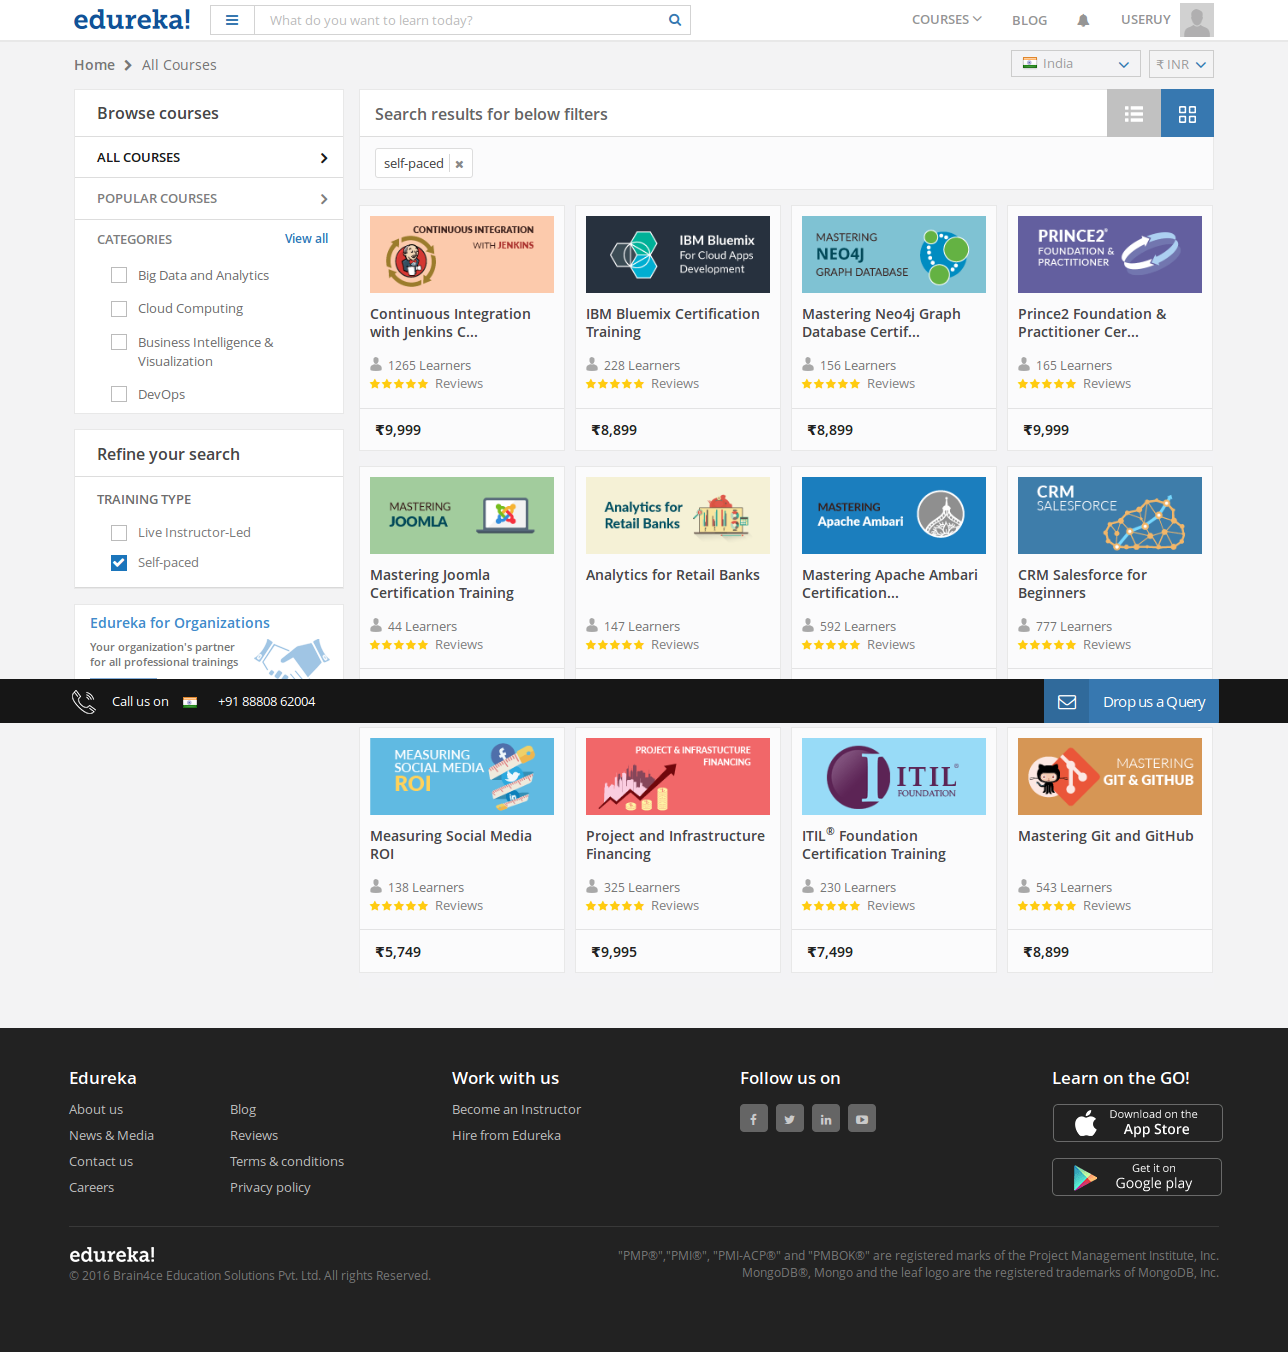 edureka!
What do you want to learn today?
COURSES
BLOG
USERUY
Home
All Courses
India
₹ INR
Browse courses
ALL COURSES
POPULAR COURSES
CATEGORIES
View all
Big Data and Analytics
Cloud Computing
Business Intelligence &
Visualization
DevOps
Refine your search
TRAINING TYPE
Live Instructor-Led
Self-paced
Edureka for Organizations
Your organization's partner
for all professional trainings
Search results for below filters
self-paced
CONTINUOUS INTEGRATION
WITH JENKINS
Continuous Integration
with Jenkins C...
1265 Learners
Reviews
₹9,999
IBM Bluemix
For Cloud Apps
Development
IBM Bluemix Certification
Training
228 Learners
Reviews
₹8,899
MASTERING
NEO4J
GRAPH DATABASE
Mastering Neo4j Graph
Database Certif...
156 Learners
Reviews
₹8,899
PRINCE2®
FOUNDATION &
PRACTITIONER
Prince2 Foundation &
Practitioner Cer...
165 Learners
Reviews
₹9,999
MASTERING
JOOMLA
Mastering Joomla
Certification Training
44 Learners
Reviews
Analytics for
Retail Banks
Analytics for Retail Banks
147 Learners
Reviews
MASTERING
Apache Ambari
Mastering Apache Ambari
Certification...
592 Learners
Reviews
CRM
SALESFORCE
CRM Salesforce for
Beginners
777 Learners
Reviews
Call us on
+91 88808 62004
Drop us a Query
MEASURING
SOCIAL MEDIA
ROI
Measuring Social Media
ROI
138 Learners
Reviews
₹5,749
PROJECT & INFRASTUCTURE
FINANCING
Project and Infrastructure
Financing
325 Learners
Reviews
₹9,995
ITIL®
FOUNDATION
ITIL® Foundation
Certification Training
230 Learners
Reviews
₹7,499
MASTERING
GIT & GITHUB
Mastering Git and GitHub
543 Learners
Reviews
₹8,899
Edureka
About us
News & Media
Contact us
Careers
Blog
Reviews
Terms & conditions
Privacy policy
Work with us
Become an Instructor
Hire from Edureka
Follow us on
Learn on the GO!
Download on the
App Store
Get it on
Google play
edureka!
© 2016 Brain4ce Education Solutions Pvt. Ltd. All rights Reserved.
"PMP®","PMI®", "PMI-ACP®" and "PMBOK®" are registered marks of the Project Management Institute, Inc.
MongoDB®, Mongo and the leaf logo are the registered trademarks of MongoDB, Inc.